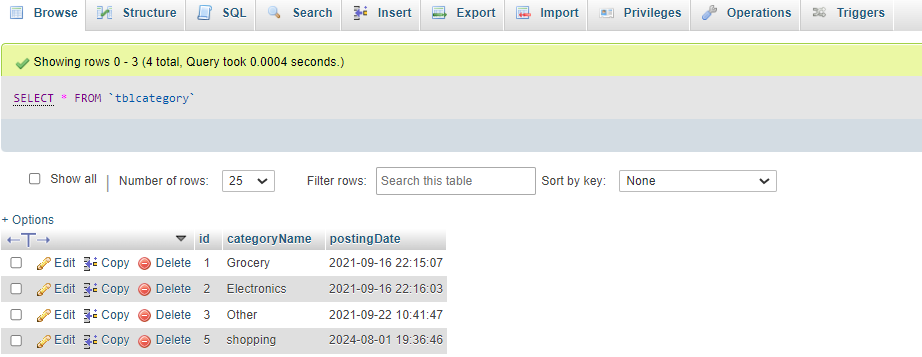 Browse Structure SQL Search Insert Export Import Privileges Operations Triggers
Showing rows 0 - 3 (4 total, Query took 0.0004 seconds.)
SELECT * FROM `tblcategory`
Show all Number of rows: 25 Filter rows: Search this table Sort by key: None
+ Options
←T→ id categoryName postingDate
Edit Copy Delete 1 Grocery 2021-09-16 22:15:07
Edit Copy Delete 2 Electronics 2021-09-16 22:16:03
Edit Copy Delete 3 Other 2021-09-22 10:41:47
Edit Copy Delete 5 shopping 2024-08-01 19:36:46